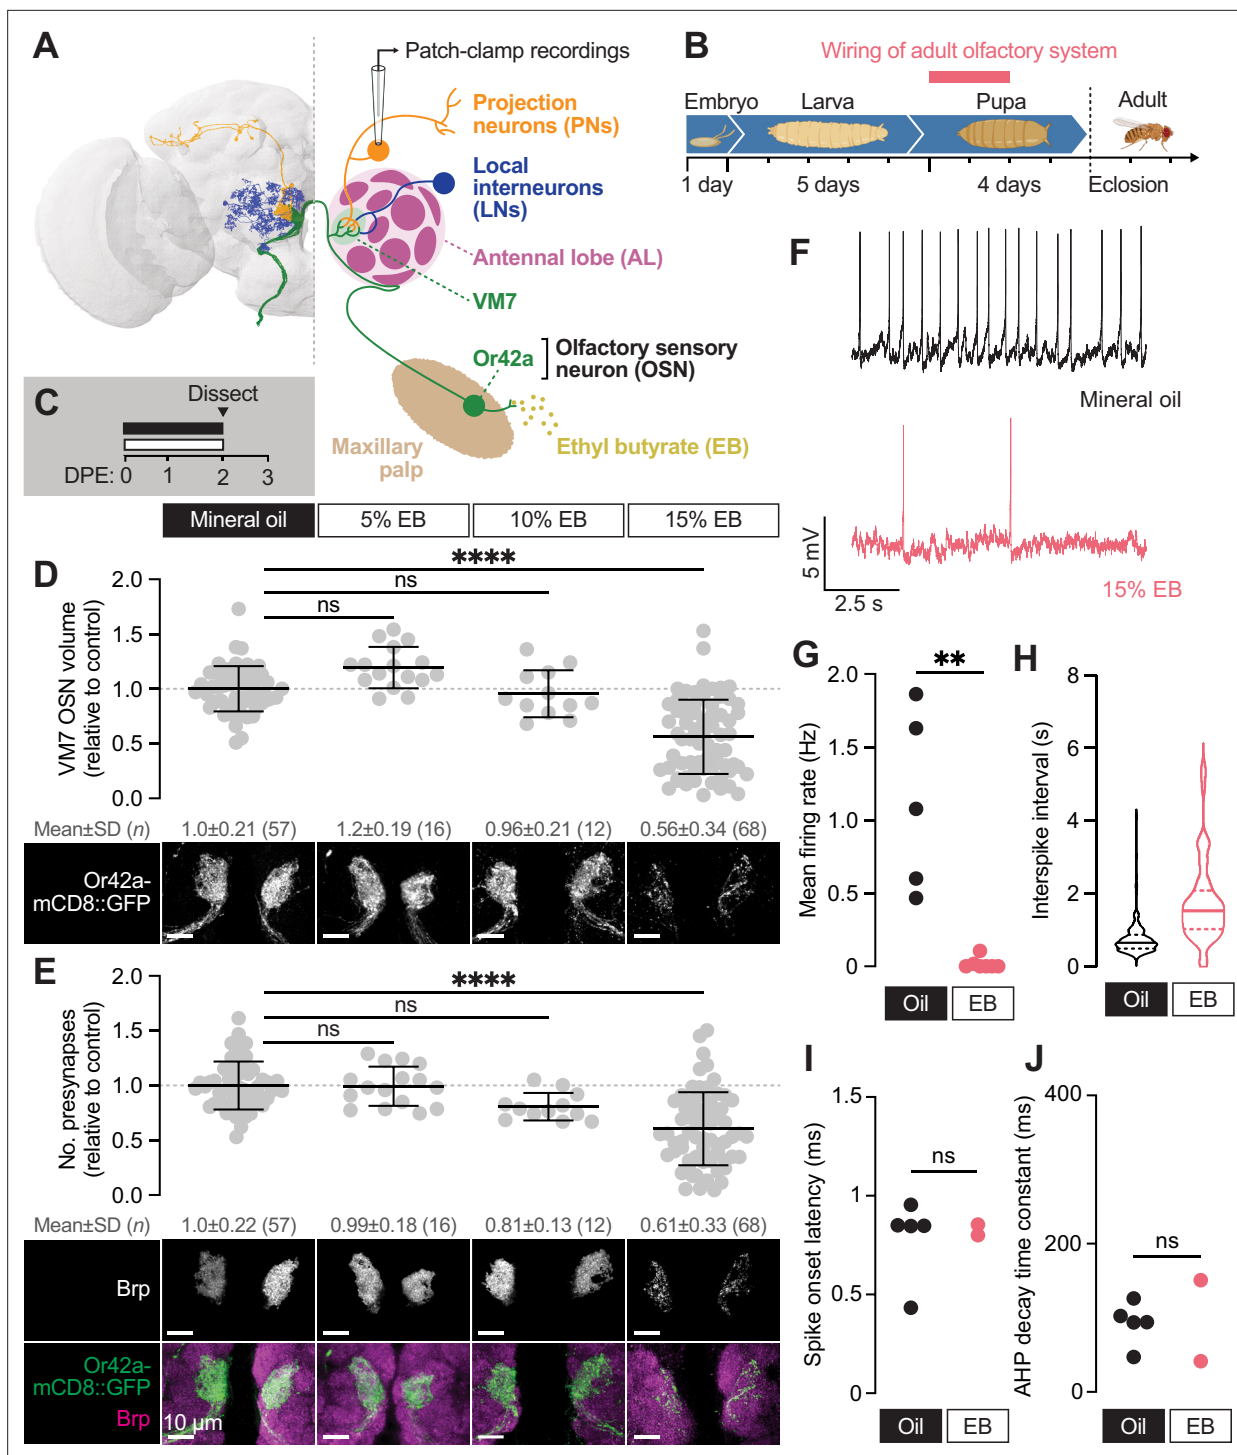 A
Patch-clamp recordings
Projection
neurons (PNs)
Local
interneurons
(LNs)
Antennal lobe (AL)
VM7
Or42a
Olfactory sensory
neuron (OSN)
Maxillary
palp
Ethyl butyrate (EB)
B
Wiring of adult olfactory system
Embryo Larva Pupa Adult
1 day 5 days 4 days Eclosion
C
Dissect
DPE: 0 1 2 3
Mineral oil 5% EB 10% EB 15% EB
D
VM7 OSN volume
(relative to control)
2.0
1.5
1.0
0.5
0.0
****
ns
ns
Mean±SD (n) 1.0±0.21 (57) 1.2±0.19 (16) 0.96±0.21 (12) 0.56±0.34 (68)
Or42a-
mCD8::GFP
E
No. presynapses
(relative to control)
2.0
1.5
1.0
0.5
0.0
****
ns
ns
Mean±SD (n) 1.0±0.22 (57) 0.99±0.18 (16) 0.81±0.13 (12) 0.61±0.33 (68)
Brp
Or42a-
mCD8::GFP
Brp
10 µm
F
Mineral oil
5 mV
2.5 s
15% EB
G
Mean firing rate (Hz)
2.0
1.5
1.0
0.5
0
**
Oil EB
H
Interspike interval (s)
8
6
4
2
0
Oil EB
I
Spike onset latency (ms)
1.5
1
0.5
0
ns
Oil EB
J
AHP decay time constant (ms)
400
200
0
ns
Oil EB